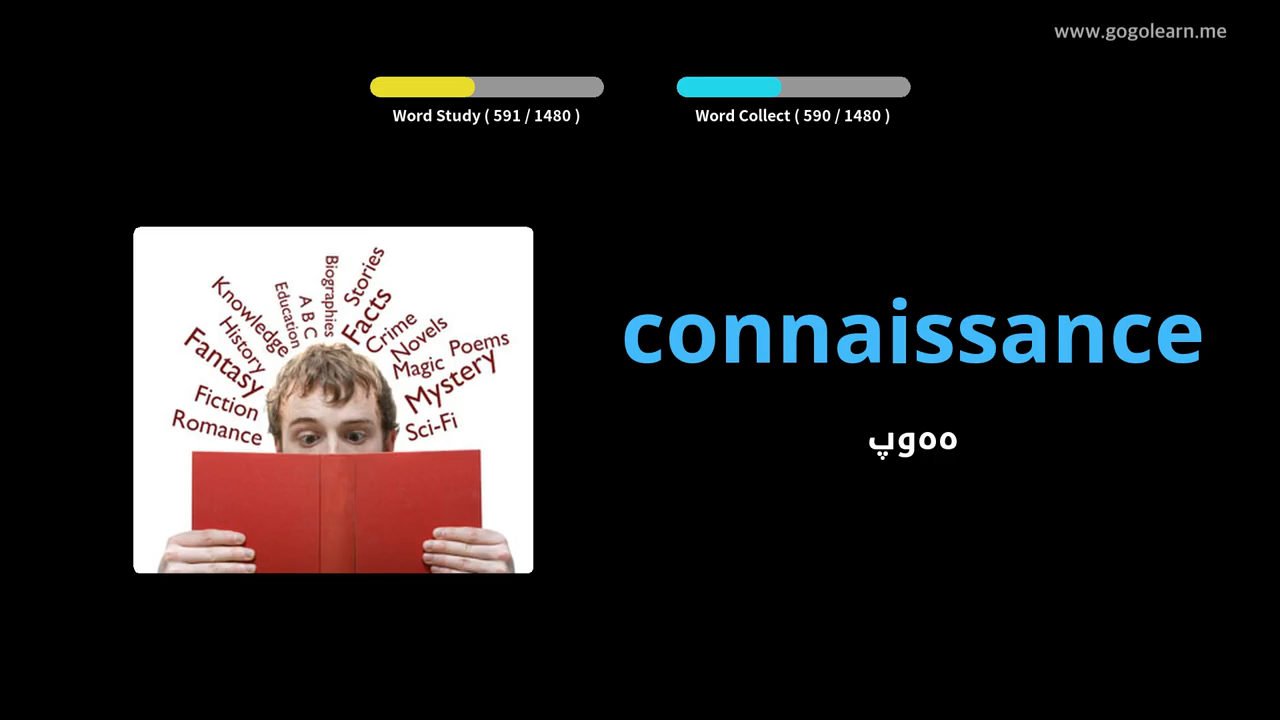 www.gogolearn.me
Word Study ( 591 / 1480 )
Word Collect ( 590 / 1480 )
Stories
Biographies
Facts
A B C
Education
Knowledge
Crime
History
Novels
Poems
Fantasy
Magic
Mystery
Fiction
Romance
Sci-Fi
connaissance
پوهه